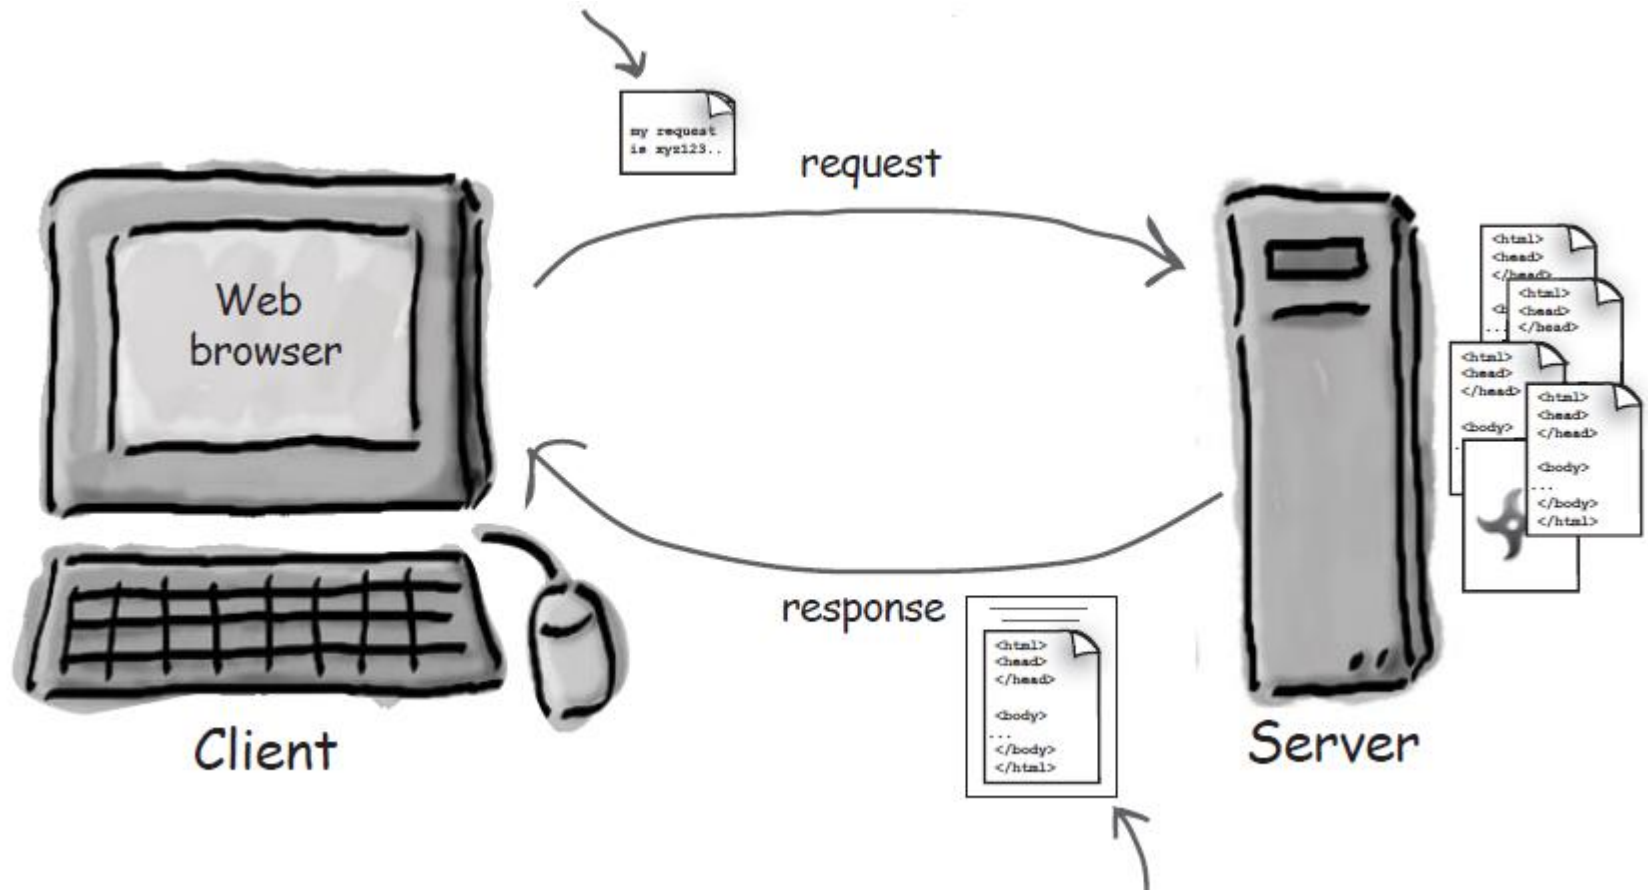 my request
is xyz123..
request
Web
browser
<html>
<head>
</head>
<b
...
<html>
<head>
</head>
<html>
<head>
</head>
<body>
<html>
<head>
</head>
<body>
...
</body>
</html>
response
<html>
<head>
</head>
<body>
...
</body>
</html>
Client
Server